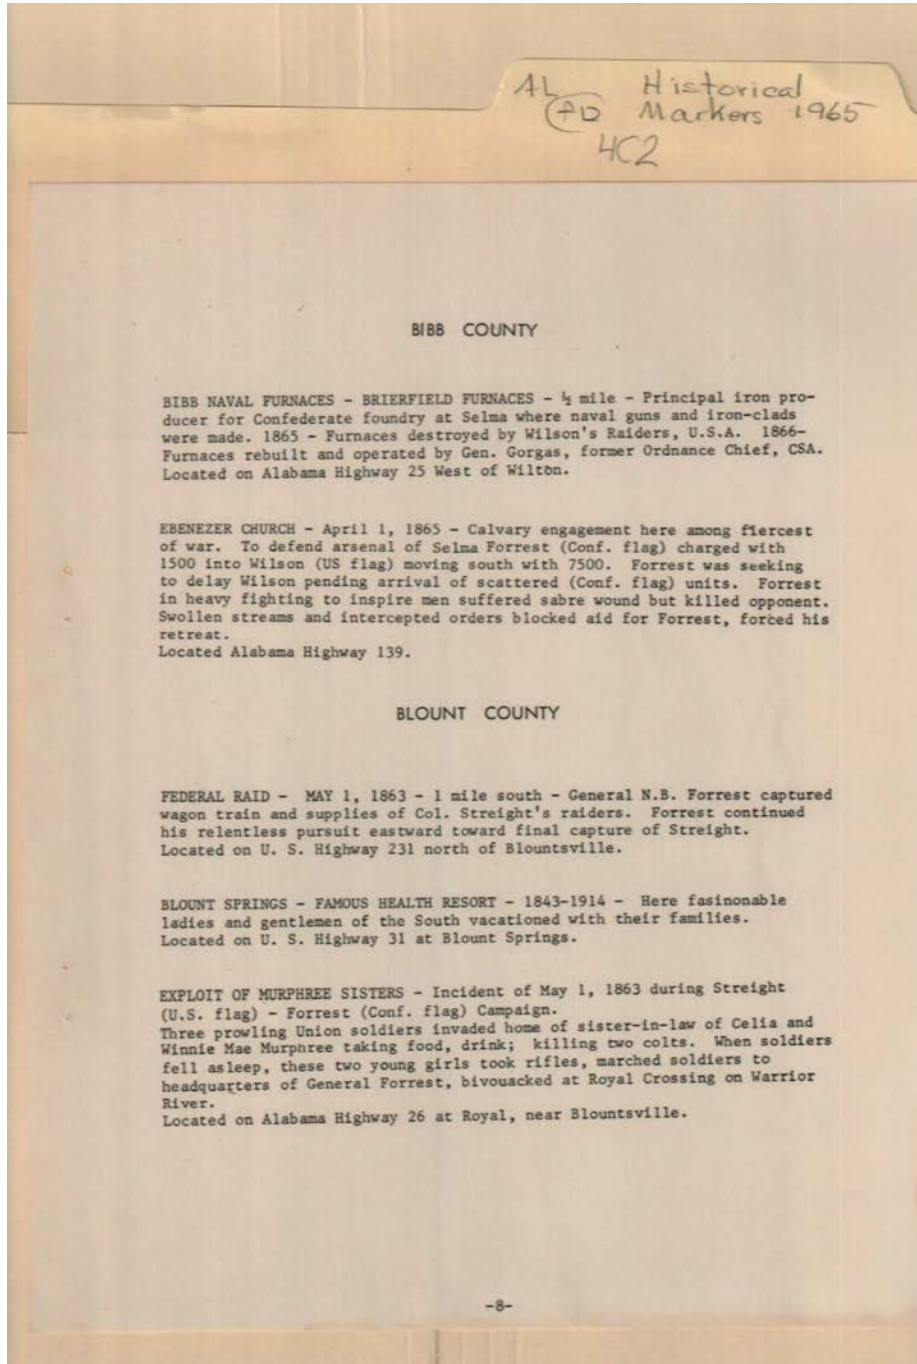 AL Historical
PD Markers 1965
4C2
BIBB COUNTY
BIBB NAVAL FURNACES - BRIERFIELD FURNACES - ½ mile - Principal iron pro-
ducer for Confederate foundry at Selma where naval guns and iron-clads
were made. 1865 - Furnaces destroyed by Wilson's Raiders, U.S.A. 1866-
Furnaces rebuilt and operated by Gen. Gorgas, former Ordnance Chief, CSA.
Located on Alabama Highway 25 West of Wilton.
EBENEZER CHURCH - April 1, 1865 - Calvary engagement here among fiercest
of war. To defend arsenal of Selma Forrest (Conf. flag) charged with
1500 into Wilson (US flag) moving south with 7500. Forrest was seeking
to delay Wilson pending arrival of scattered (Conf. flag) units. Forrest
in heavy fighting to inspire men suffered sabre wound but killed opponent.
Swollen streams and intercepted orders blocked aid for Forrest, forced his
retreat.
Located Alabama Highway 139.
BLOUNT COUNTY
FEDERAL RAID - MAY 1, 1863 - 1 mile south - General N.B. Forrest captured
wagon train and supplies of Col. Streight's raiders. Forrest continued
his relentless pursuit eastward toward final capture of Streight.
Located on U. S. Highway 231 north of Blountsville.
BLOUNT SPRINGS - FAMOUS HEALTH RESORT - 1843-1914 - Here fasinonable
ladies and gentlemen of the South vacationed with their families.
Located on U. S. Highway 31 at Blount Springs.
EXPLOIT OF MURPHREE SISTERS - Incident of May 1, 1863 during Streight
(U.S. flag) - Forrest (Conf. flag) Campaign.
Three prowling Union soldiers invaded home of sister-in-law of Celia and
Winnie Mae Murphree taking food, drink; killing two colts. When soldiers
fell asleep, these two young girls took rifles, marched soldiers to
headquarters of General Forrest, bivouacked at Royal Crossing on Warrior
River.
Located on Alabama Highway 26 at Royal, near Blountsville.
-8-